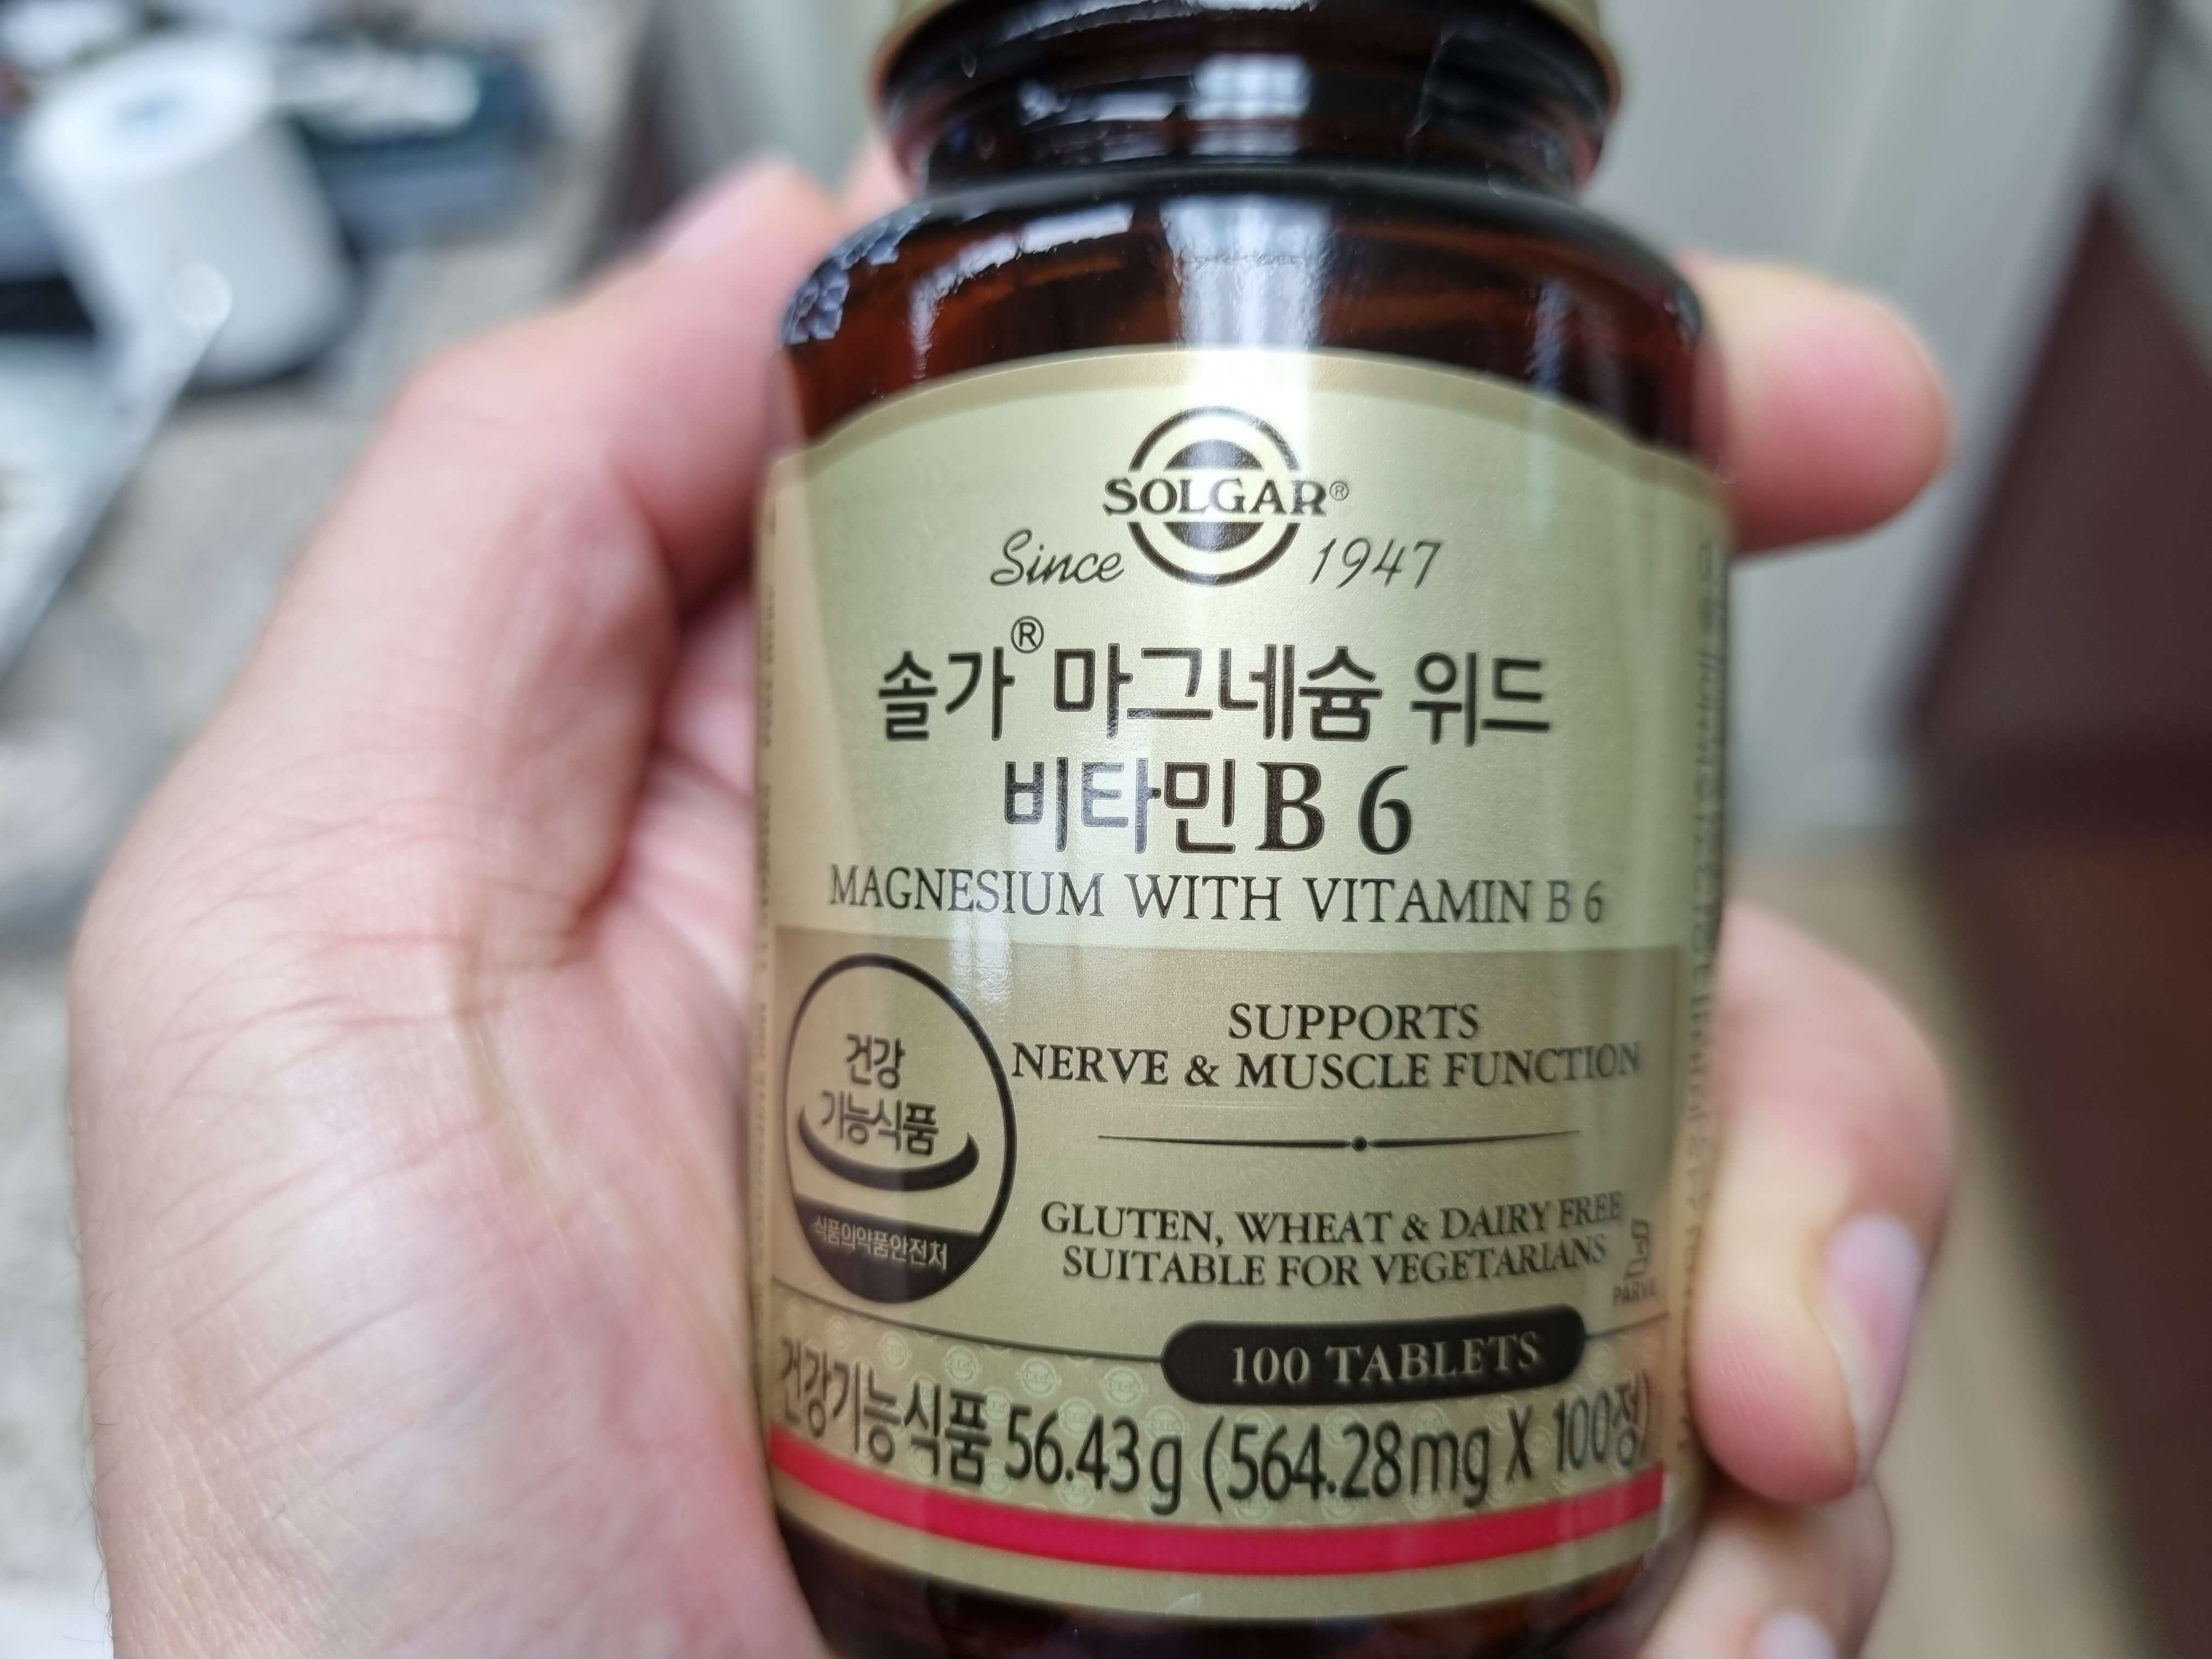 SOLGAR®
Since 1947
솔가® 마그네슘 위드
비타민 B 6
MAGNESIUM WITH VITAMIN B 6
건강
기능식품
식품의약품안전처
SUPPORTS
NERVE & MUSCLE FUNCTION
GLUTEN, WHEAT & DAIRY FREE
SUITABLE FOR VEGETARIANS
PARVE
100 TABLETS
건강기능식품 56.43g (564.28mg X 100정)